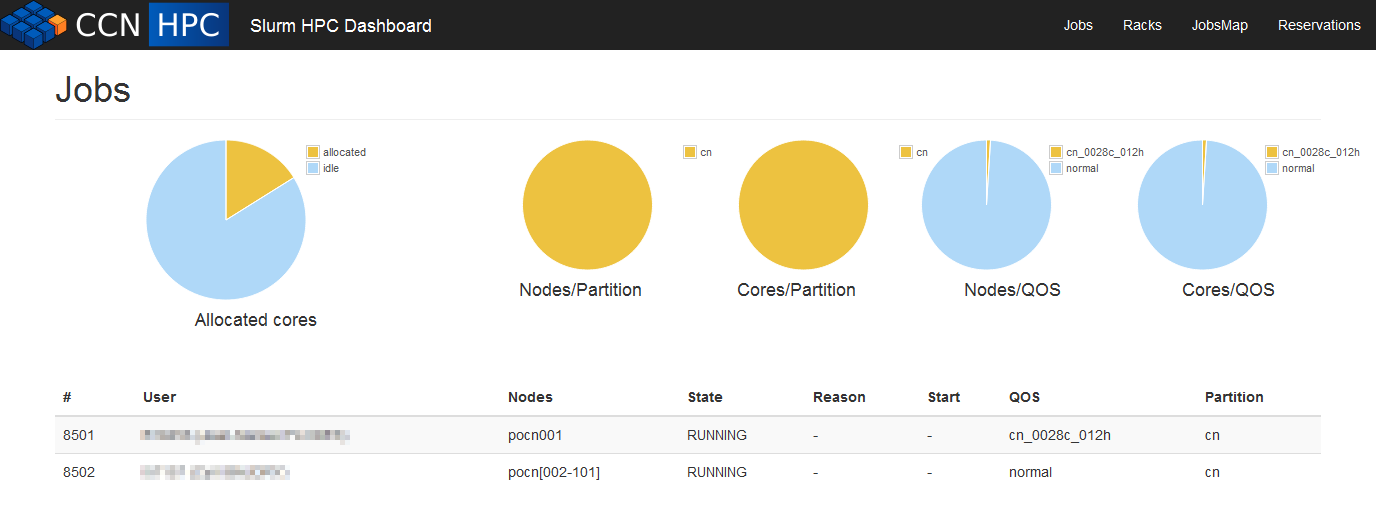 CCN HPC Slurm HPC Dashboard Jobs Racks JobsMap Reservations
Jobs
allocated
idle
Allocated cores
cn
Nodes/Partition
cn
Cores/Partition
cn_0028c_012h
normal
Nodes/QOS
cn_0028c_012h
normal
Cores/QOS
# User Nodes State Reason Start QOS Partition
8501 pocn001 RUNNING - - cn_0028c_012h cn
8502 pocn[002-101] RUNNING - - normal cn